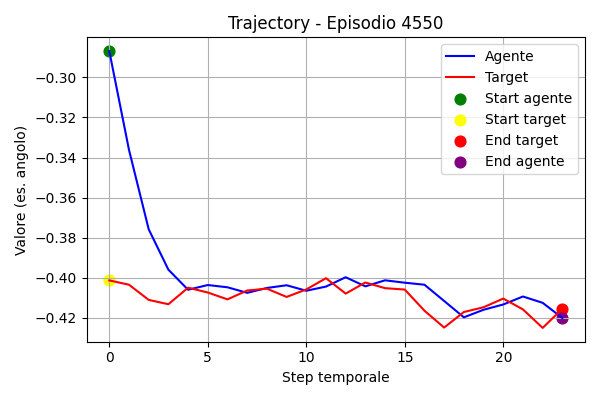 Trajectory - Episodio 4550
Agente
Target
Start agente
Start target
End target
End agente
Valore (es. angolo)
−0.30
−0.32
−0.34
−0.36
−0.38
−0.40
−0.42
0
5
10
15
20
Step temporale